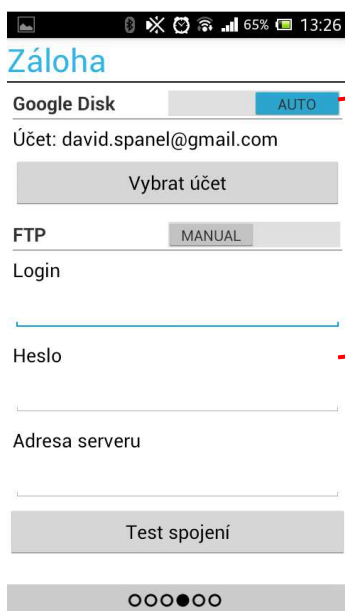 65% 13:26
Záloha
Google Disk AUTO
Účet: david.spanel@gmail.com
Vybrat účet
FTP MANUAL
Login
Heslo
Adresa serveru
Test spojení